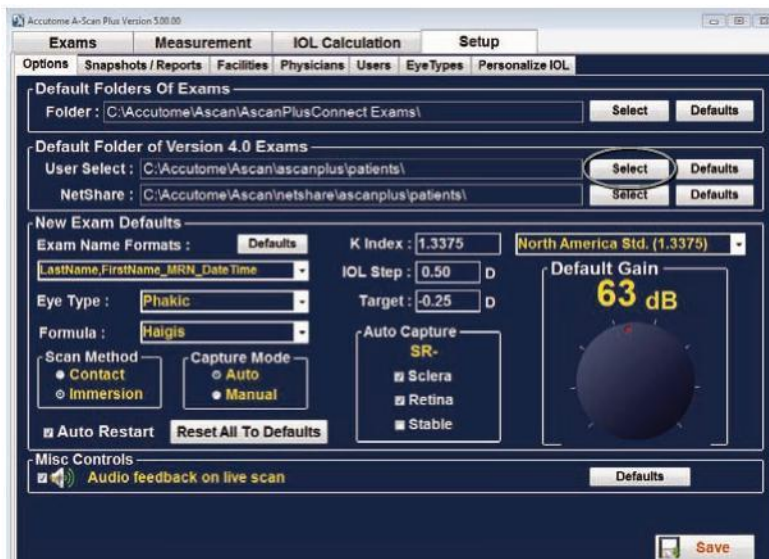 Accutome A-Scan Plus Version 5.00.00
Exams Measurement IOL Calculation Setup
Options Snapshots / Reports Facilities Physicians Users EyeTypes Personalize IOL
Default Folders Of Exams
Folder : C:\Accutome\Ascan\AscanPlusConnect Exams\ Select Defaults
Default Folder of Version 4.0 Exams
User Select : C:\Accutome\Ascan\ascanplus\patients\ Select Defaults
NetShare : C:\Accutome\Ascan\netshare\ascanplus\patients\ Select Defaults
New Exam Defaults
Exam Name Formats : Defaults K Index : 1.3375 North America Std. (1.3375)
LastName,FirstName_MRN_DateTime IOL Step : 0.50 D Default Gain
Eye Type : Phakic Target : -0.25 D 63 dB
Formula : Haigis Auto Capture
Scan Method Capture Mode SR-
Contact Auto Sclera
Immersion Manual Retina
Auto Restart Reset All To Defaults Stable
Misc Controls
Audio feedback on live scan Defaults
Save